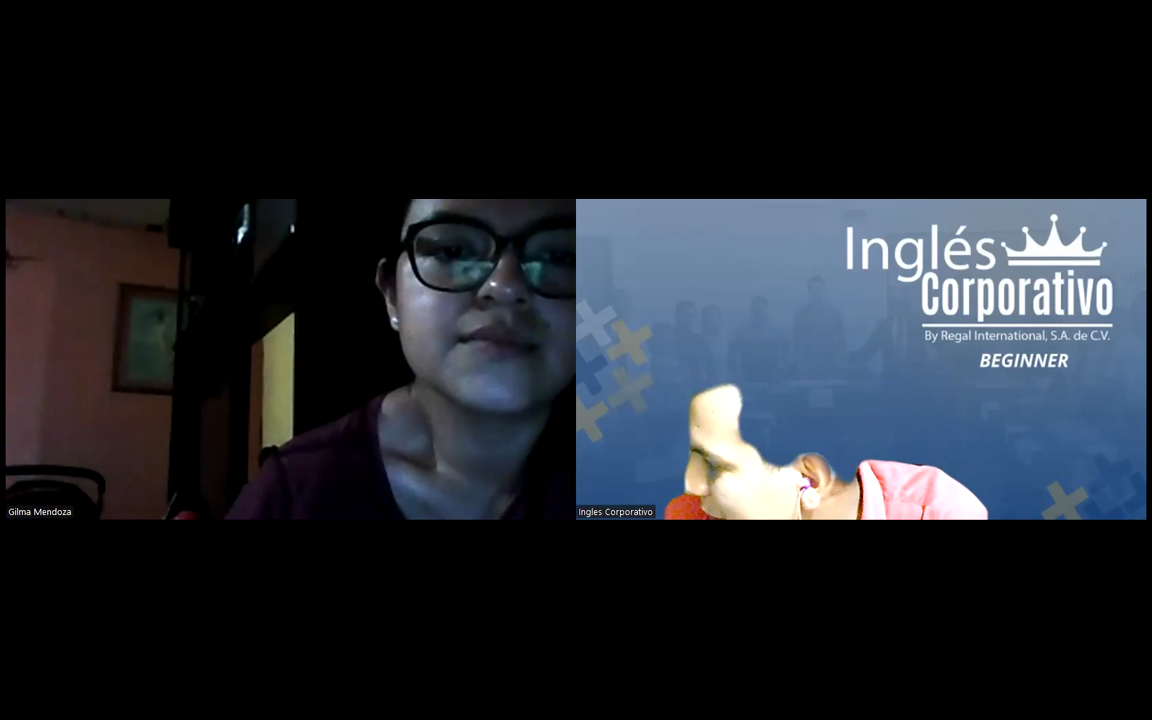 Inglés
Corporativo
By Regal International, S.A. de C.V.
BEGINNER
Gilma Mendoza
Ingles Corporativo